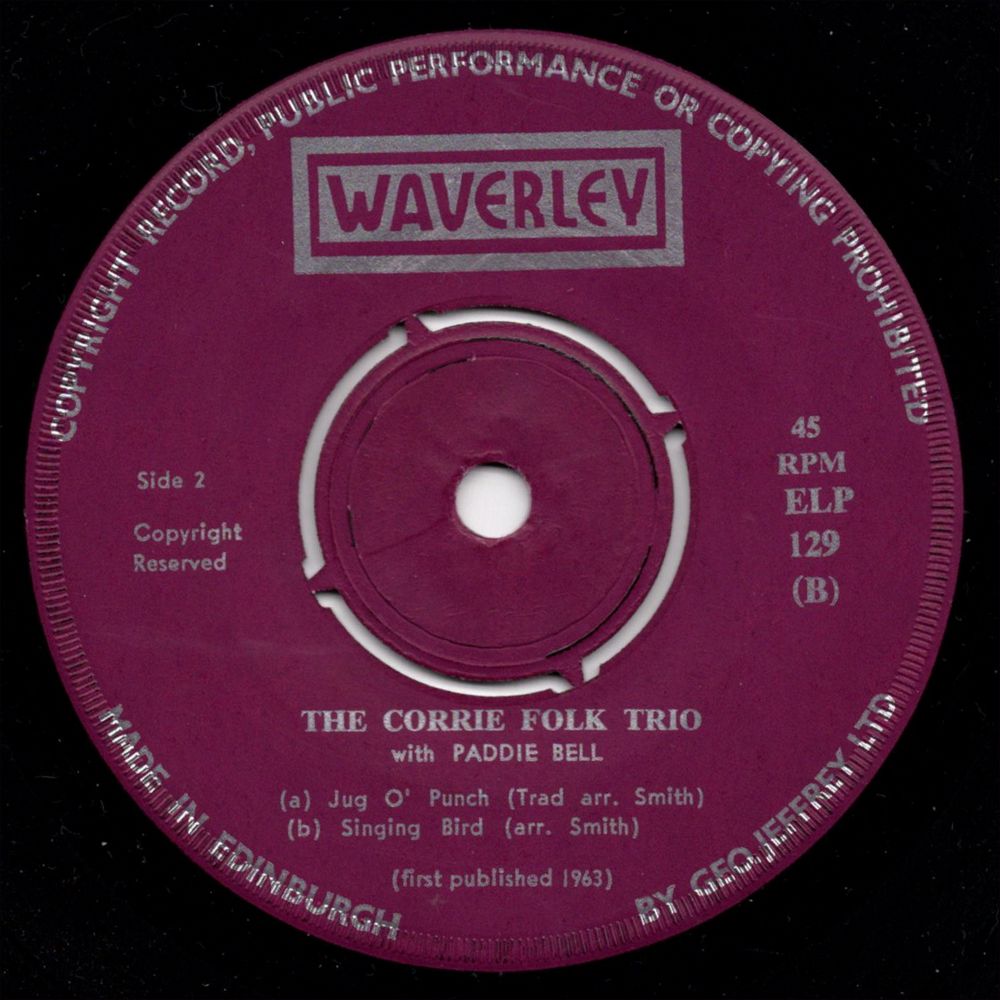 COPYRIGHT RECORD, PUBLIC PERFORMANCE OR COPYING PROHIBITED
WAVERLEY
Side 2
Copyright
Reserved
45
RPM
ELP
129
(B)
THE CORRIE FOLK TRIO
with PADDIE BELL
(a) Jug O' Punch (Trad arr. Smith)
(b) Singing Bird (arr. Smith)
(first published 1963)
MADE IN EDINBURGH
BY GEO. JEFFREY LTD